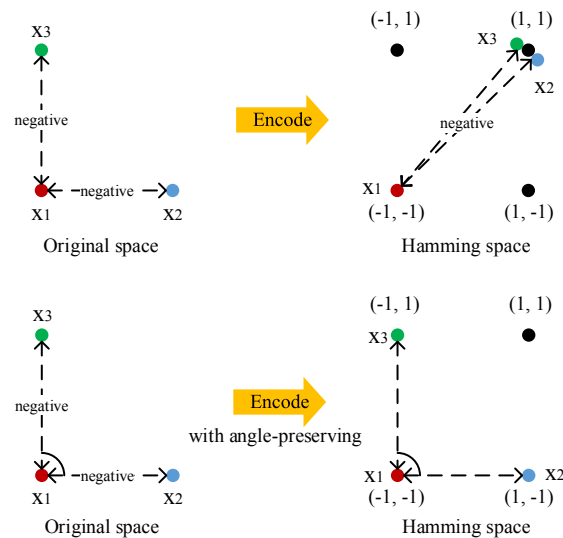 X3
negative
negative
X1
X2
Original space
Encode
(-1, 1)
(1, 1)
X3
X2
negative
X1
(-1, -1)
(1, -1)
Hamming space
X3
negative
negative
X1
X2
Original space
Encode
with angle-preserving
(-1, 1)
(1, 1)
X3
X1
X2
(-1, -1)
(1, -1)
Hamming space